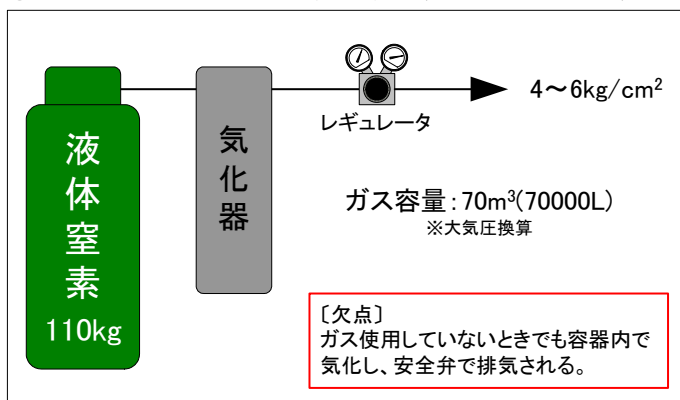 4～6kg/cm²
レギュレータ
液体窒素
110kg
気化器
ガス容量：70m³(70000L)
※大気圧換算
〔欠点〕
ガス使用していないときでも容器内で
気化し、安全弁で排気される。